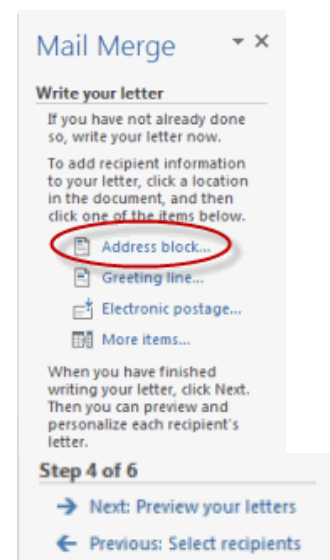 Mail Merge
Write your letter
If you have not already done
so, write your letter now.
To add recipient information
to your letter, click a location
in the document, and then
click one of the items below.
Address block...
Greeting line...
Electronic postage...
More items...
When you have finished
writing your letter, click Next.
Then you can preview and
personalize each recipient's
letter.
Step 4 of 6
Next: Preview your letters
Previous: Select recipients